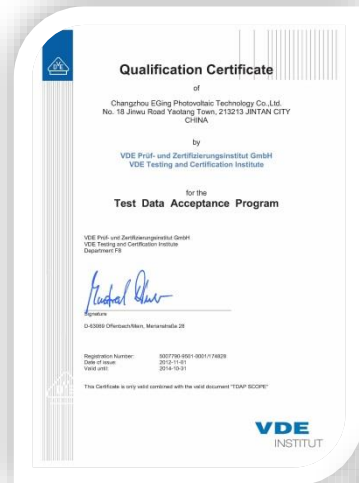 Qualification Certificate
of
Changzhou EGing Photovoltaic Technology Co.,Ltd.
No. 18 Jinwu Road Yaotang Town, 213213 JINTAN CITY
CHINA
by
VDE Prüf- und Zertifizierungsinstitut GmbH
VDE Testing and Certification Institute
for the
Test Data Acceptance Program
VDE Prüf- und Zertifizierungsinstitut GmbH
VDE Testing and Certification Institute
Department FG
Signature
D-63069 Offenbach/Main, Merianstraße 28
Registration Number:
Date of issue: 2012-11-01
Valid until: 2014-10-31
This Certificate is only valid combined with the valid document "TDAP SCOPE"
VDE
INSTITUT